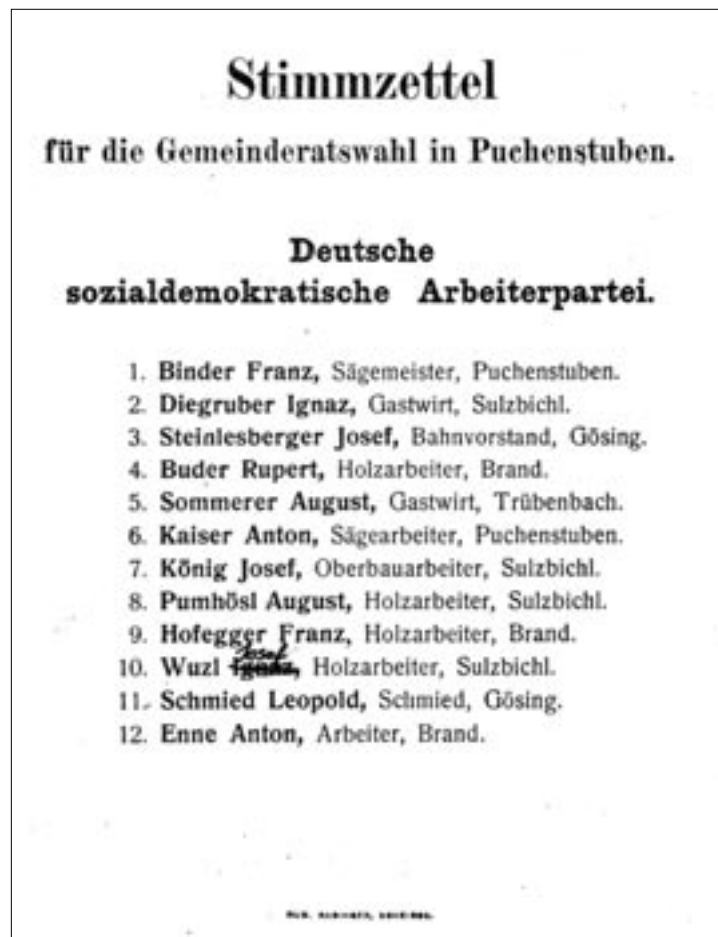 Stimmzettel
für die Gemeinderatswahl in Puchenstuben.
Deutsche
sozialdemokratische Arbeiterpartei.
1. Binder Franz, Sägemeister, Puchenstuben.
2. Diegruber Ignaz, Gastwirt, Sulzbichl.
3. Steinlesberger Josef, Bahnvorstand, Gösing.
4. Buder Rupert, Holzarbeiter, Brand.
5. Sommerer August, Gastwirt, Trübenbach.
6. Kaiser Anton, Sägearbeiter, Puchenstuben.
7. König Josef, Oberbauarbeiter, Sulzbichl.
8. Pumhösl August, Holzarbeiter, Sulzbichl.
9. Hofegger Franz, Holzarbeiter, Brand.
Josef
10. Wuzl Ignaz, Holzarbeiter, Sulzbichl.
11. Schmied Leopold, Schmied, Gösing.
12. Enne Anton, Arbeiter, Brand.